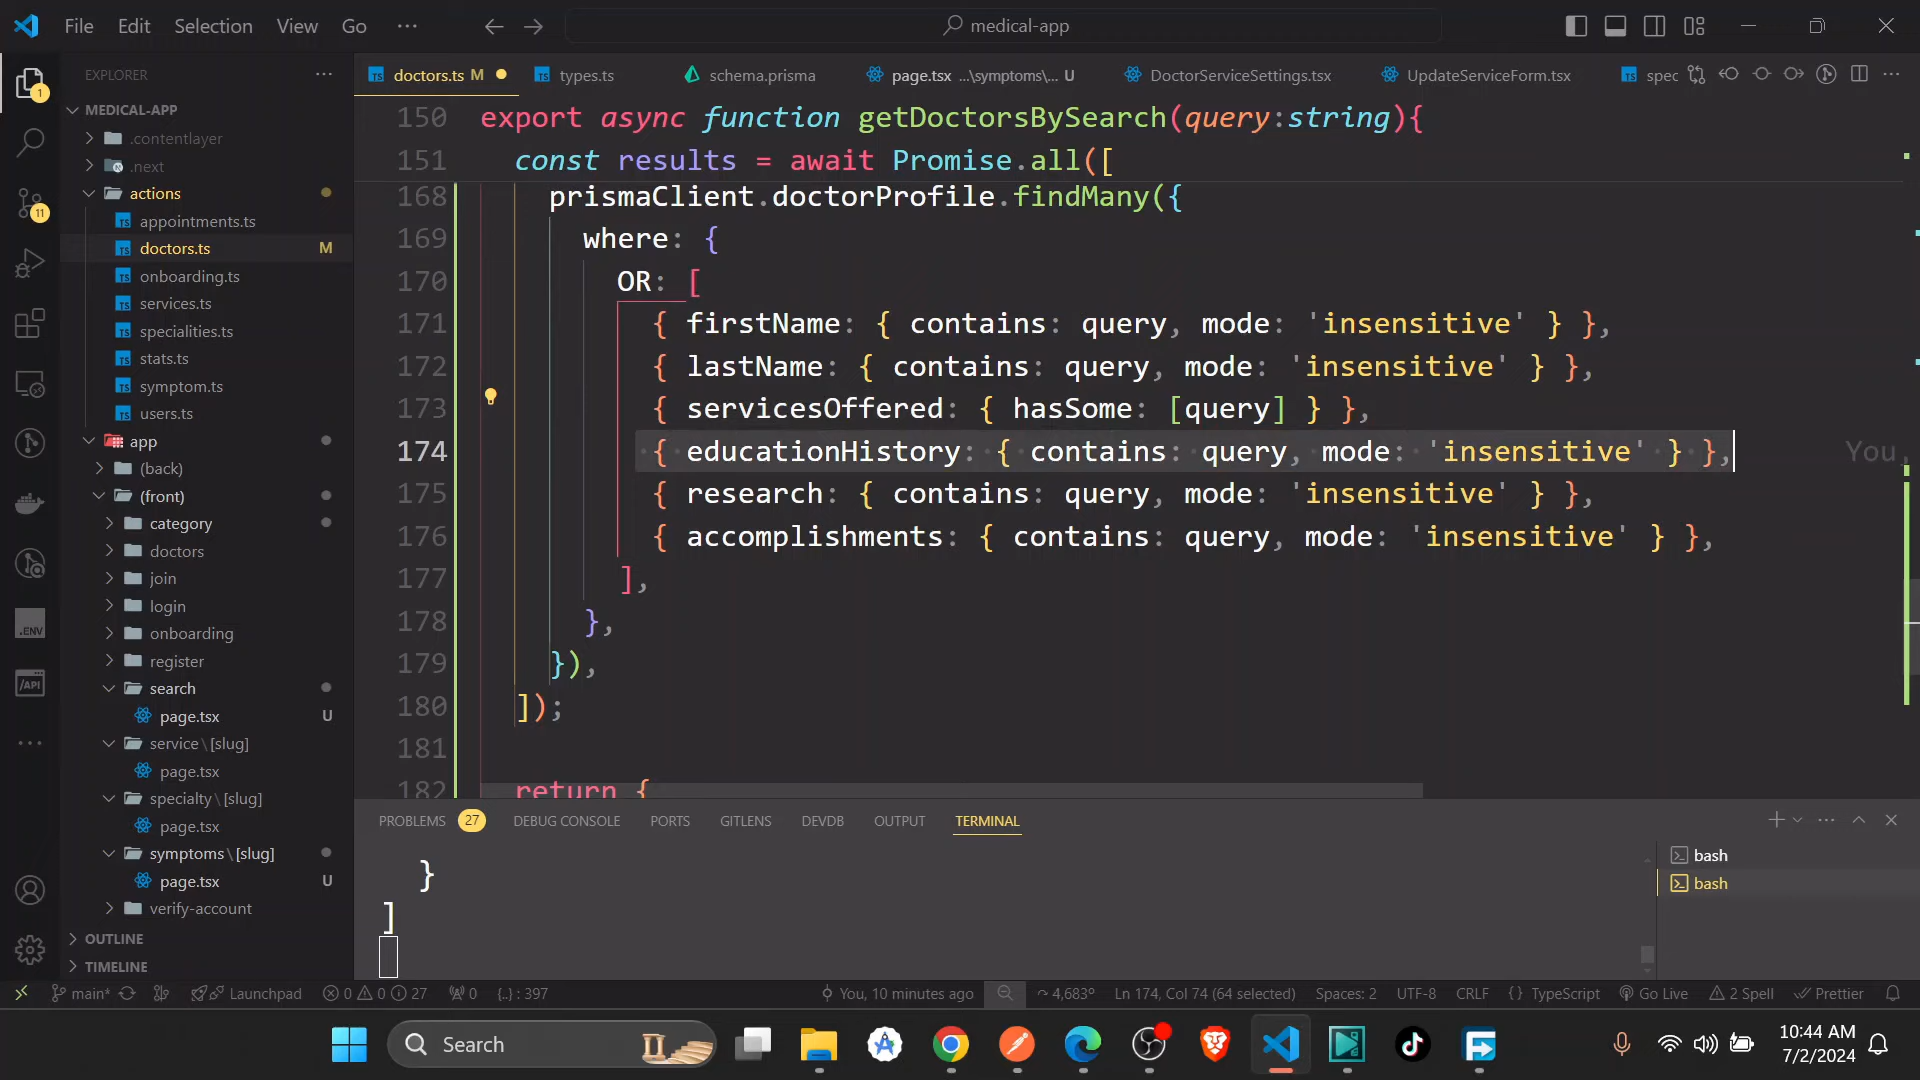 File Edit Selection View Go ··· medical-app
EXPLORER
MEDICAL-APP
.contentlayer
.next
actions
appointments.ts
doctors.ts M
onboarding.ts
services.ts
specialities.ts
stats.ts
symptom.ts
users.ts
app
(back)
(front)
category
doctors
join
login
onboarding
register
search
page.tsx U
service\[slug]
page.tsx
specialty\[slug]
page.tsx
symptoms\[slug]
page.tsx U
verify-account
OUTLINE
TIMELINE
1
11
.ENV
/API
doctors.ts M types.ts schema.prisma page.tsx ...\symptoms\... U DoctorServiceSettings.tsx UpdateServiceForm.tsx spec
150 export async function getDoctorsBySearch(query:string){
151 const results = await Promise.all([
168 prismaClient.doctorProfile.findMany({
169 where: {
170 OR: [
171 { firstName: { contains: query, mode: 'insensitive' } },
172 { lastName: { contains: query, mode: 'insensitive' } },
173 { servicesOffered: { hasSome: [query] } },
174 { educationHistory: { contains: query, mode: 'insensitive' } }, You,
175 { research: { contains: query, mode: 'insensitive' } },
176 { accomplishments: { contains: query, mode: 'insensitive' } },
177 ],
178 },
179 }),
180 ]);
181
182 return {
PROBLEMS 27 DEBUG CONSOLE PORTS GITLENS DEVDB OUTPUT TERMINAL
}
]
bash
bash
main* Launchpad 0 0 27 0 {..} : 397 You, 10 minutes ago 4,683º Ln 174, Col 74 (64 selected) Spaces: 2 UTF-8 CRLF {} TypeScript Go Live 2 Spell Prettier
Search
10:44 AM
7/2/2024